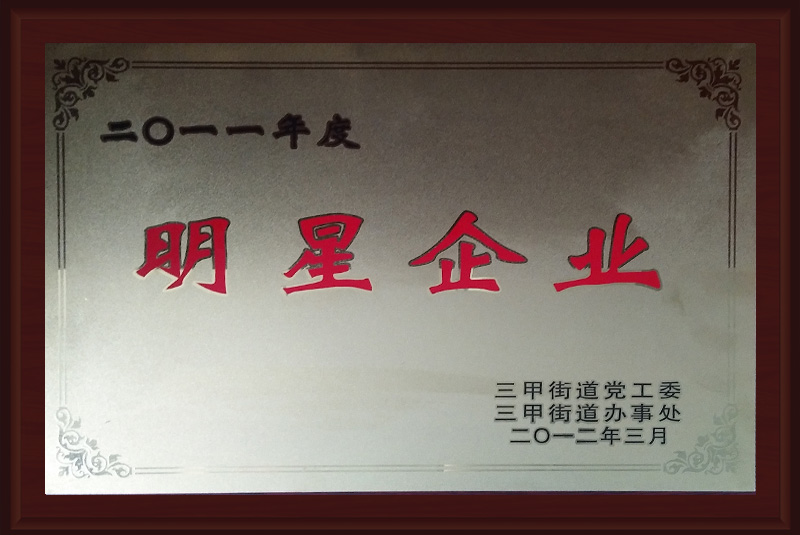 二〇一一年度
明星企业
三甲街道党工委
三甲街道办事处
二〇一二年三月